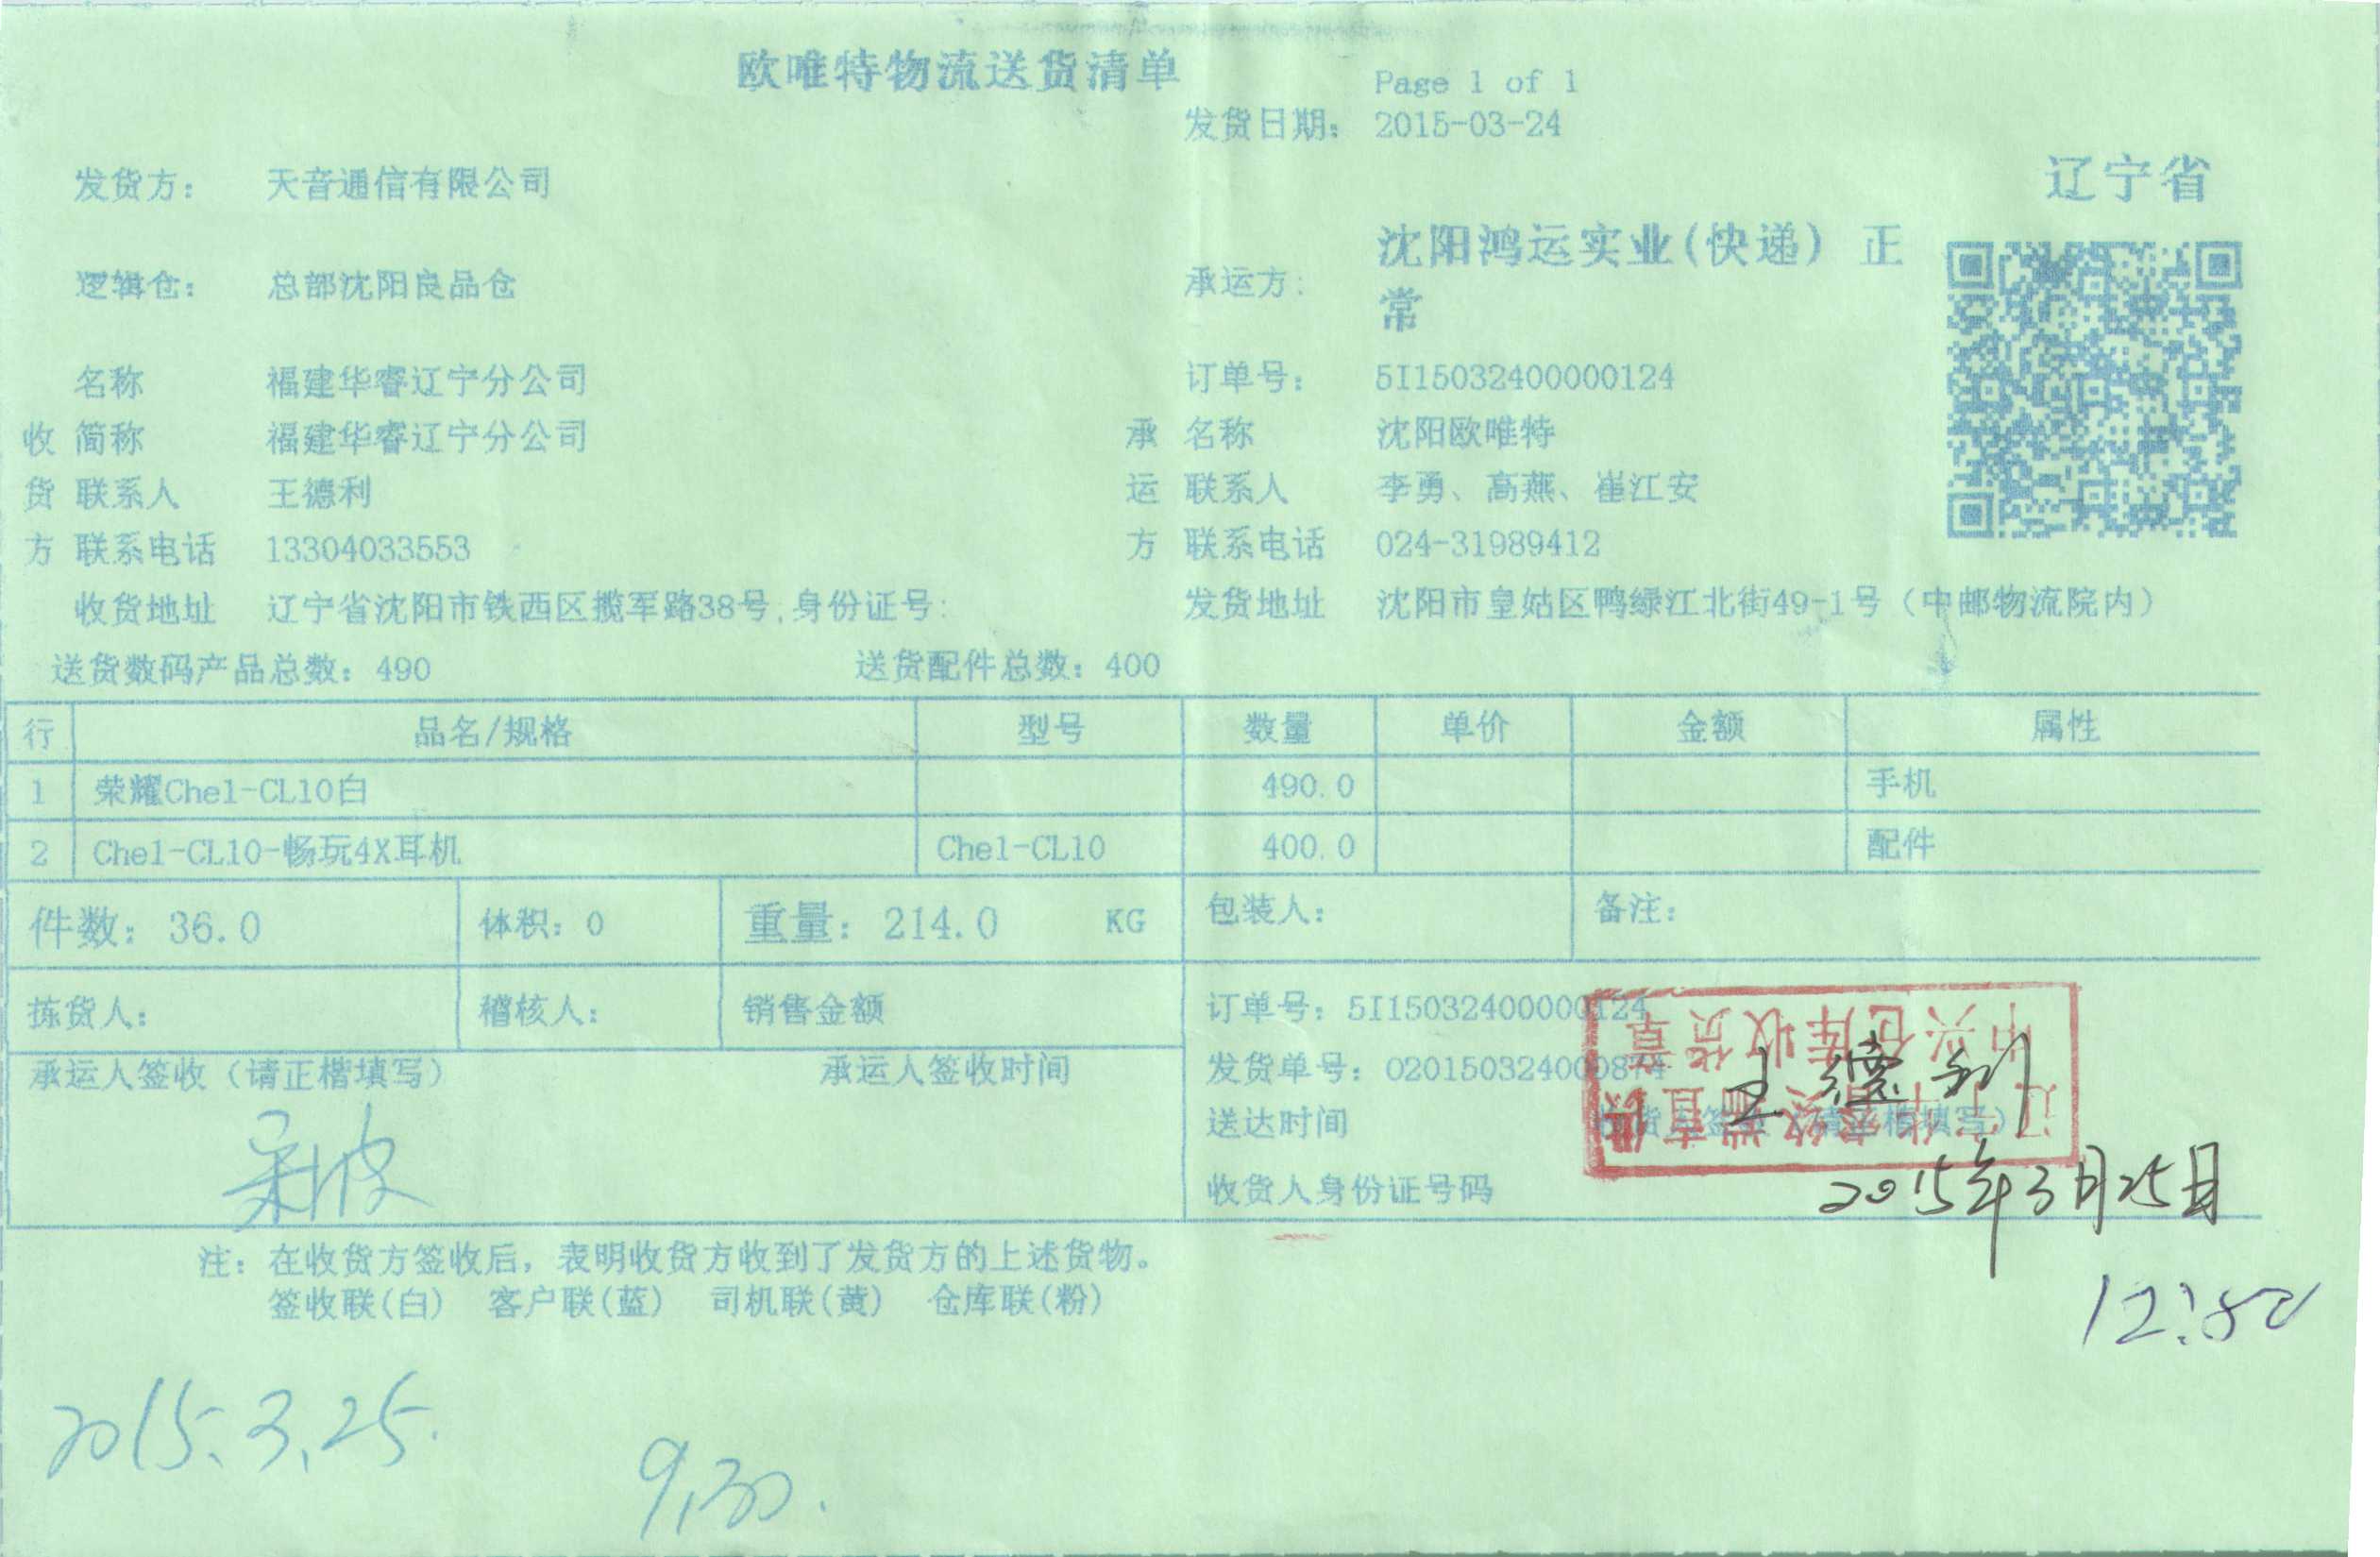 欧唯特物流送货清单
Page 1 of 1
发货日期: 2015-03-24
辽宁省
发货方: 天音通信有限公司
逻辑仓: 总部沈阳良品仓
承运方: 沈阳鸿运实业(快递) 正
常
名称 福建华睿辽宁分公司 订单号: 5I15032400000124
收 简称 福建华睿辽宁分公司 承 名称 沈阳欧唯特
货 联系人 王德利 运 联系人 李勇、高燕、崔江安
方 联系电话 13304033553 方 联系电话 024-31989412
收货地址 辽宁省沈阳市铁西区揽军路38号,身份证号: 发货地址 沈阳市皇姑区鸭绿江北街49-1号（中邮物流院内）
送货数码产品总数: 490 送货配件总数: 400
行 品名/规格 型号 数量 单价 金额 属性
1 荣耀Che1-CL10白 490.0 手机
2 Che1-CL10-畅玩4X耳机 Che1-CL10 400.0 配件
件数: 36.0 体积: 0 重量: 214.0 KG 包装人: 备注:
拣货人: 稽核人: 销售金额 订单号: 5I15032400000124
承运人签收（请正楷填写） 承运人签收时间 发货单号:
王德利
送达时间
收货人身份证号码
2015年3月25日
注: 在收货方签收后，表明收货方收到了发货方的上述货物。
签收联(白) 客户联(蓝) 司机联(黄) 仓库联(粉)
2015.3.25.
9,30.